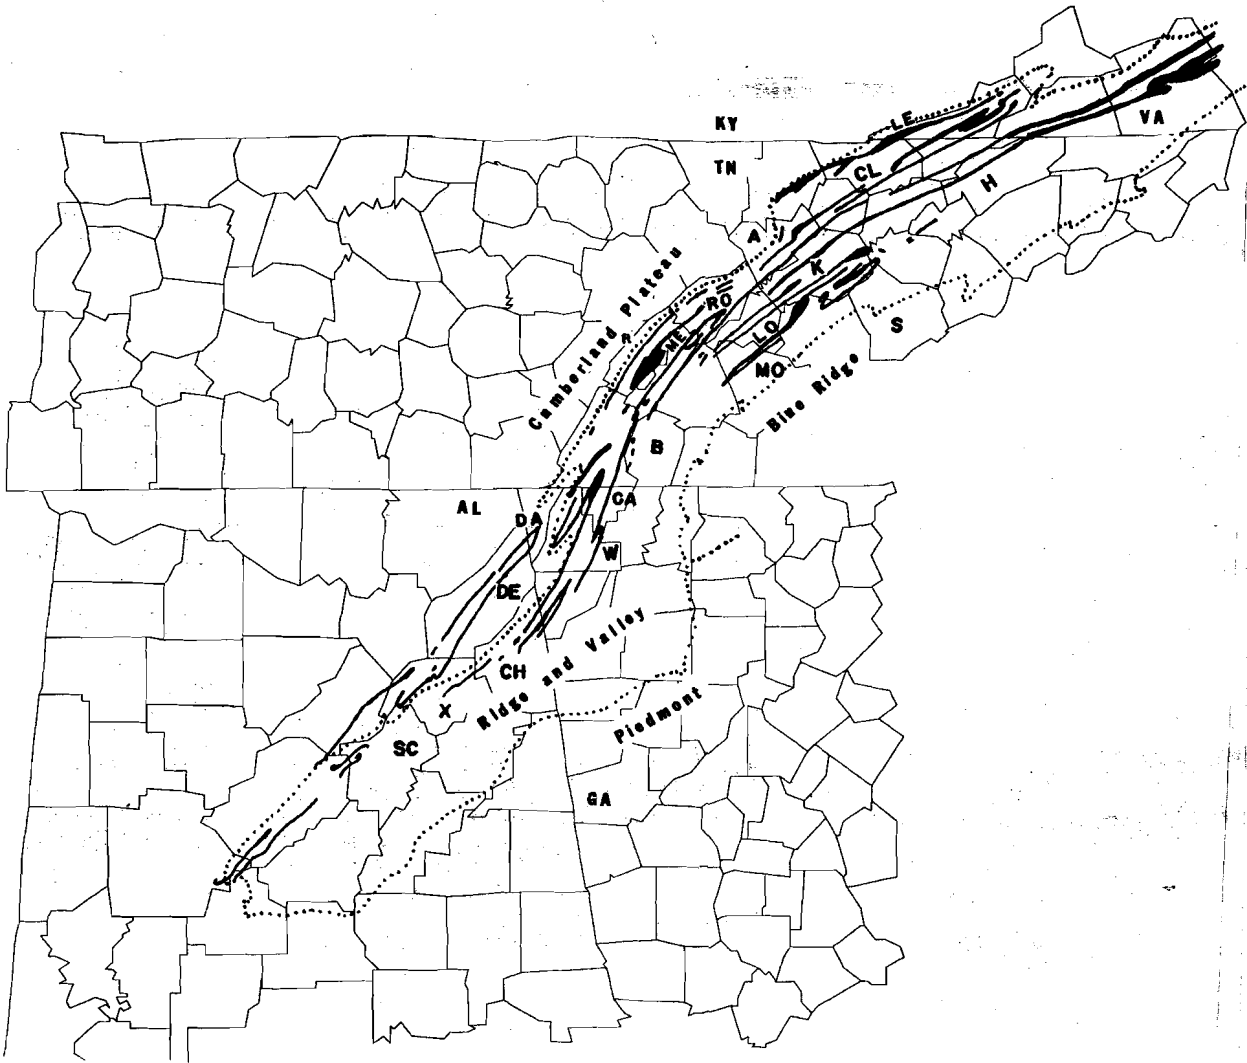 KY
LE
VA
TN
CL
H
A
K
Cumberland Plateau
RO
ME
LO
S
MO
Blue Ridge
B
AL
DA
CA
W
DE
Ridge and Valley
CH
X
Piedmont
SC
GA